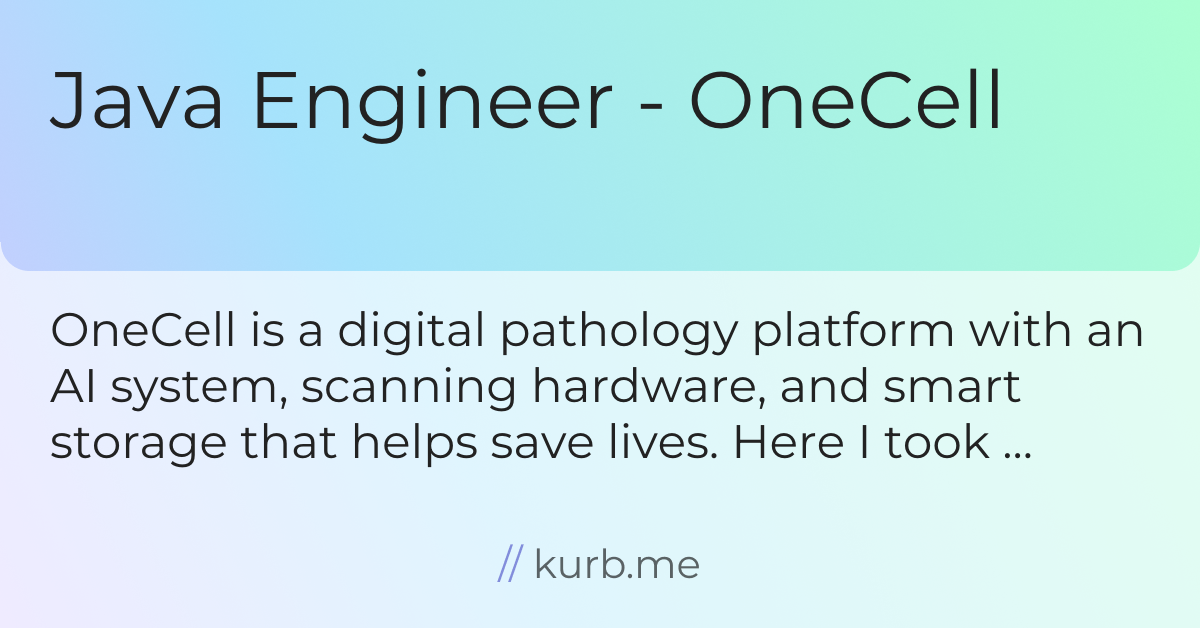 Java Engineer - OneCell
OneCell is a digital pathology platform with an
AI system, scanning hardware, and smart
storage that helps save lives. Here I took ...
// kurb.me